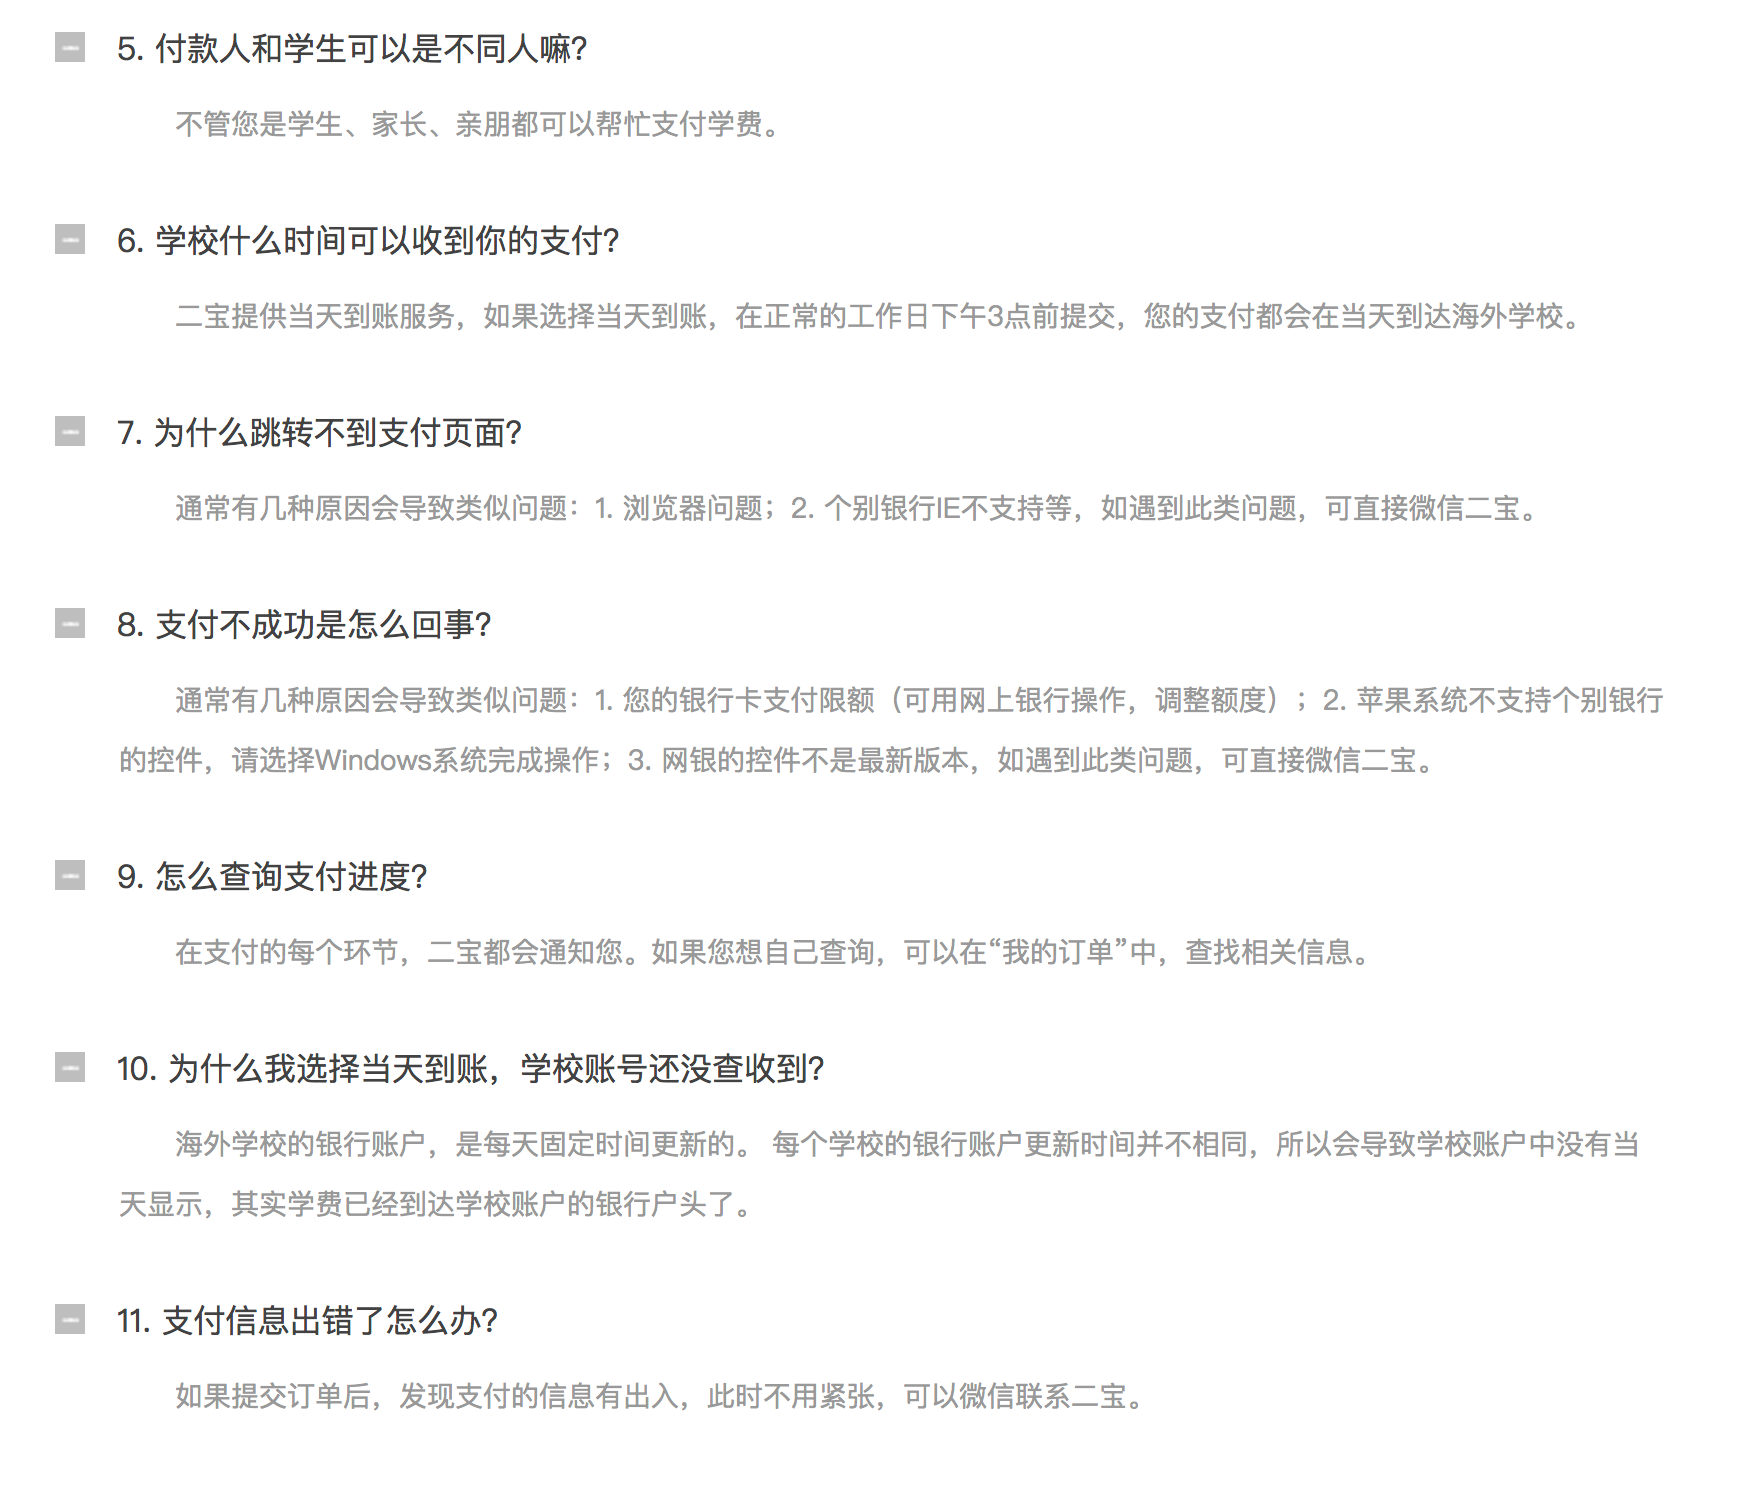 5. 付款人和学生可以是不同人嘛?
不管您是学生、家长、亲朋都可以帮忙支付学费。
6. 学校什么时间可以收到你的支付?
二宝提供当天到账服务，如果选择当天到账，在正常的工作日下午3点前提交，您的支付都会在当天到达海外学校。
7. 为什么跳转不到支付页面?
通常有几种原因会导致类似问题：1. 浏览器问题；2. 个别银行IE不支持等，如遇到此类问题，可直接微信二宝。
8. 支付不成功是怎么回事?
通常有几种原因会导致类似问题：1. 您的银行卡支付限额（可用网上银行操作，调整额度）；2. 苹果系统不支持个别银行
的控件，请选择Windows系统完成操作；3. 网银的控件不是最新版本，如遇到此类问题，可直接微信二宝。
9. 怎么查询支付进度?
在支付的每个环节，二宝都会通知您。如果您想自己查询，可以在“我的订单”中，查找相关信息。
10. 为什么我选择当天到账，学校账号还没查收到?
海外学校的银行账户，是每天固定时间更新的。 每个学校的银行账户更新时间并不相同，所以会导致学校账户中没有当
天显示，其实学费已经到达学校账户的银行户头了。
11. 支付信息出错了怎么办?
如果提交订单后，发现支付的信息有出入，此时不用紧张，可以微信联系二宝。